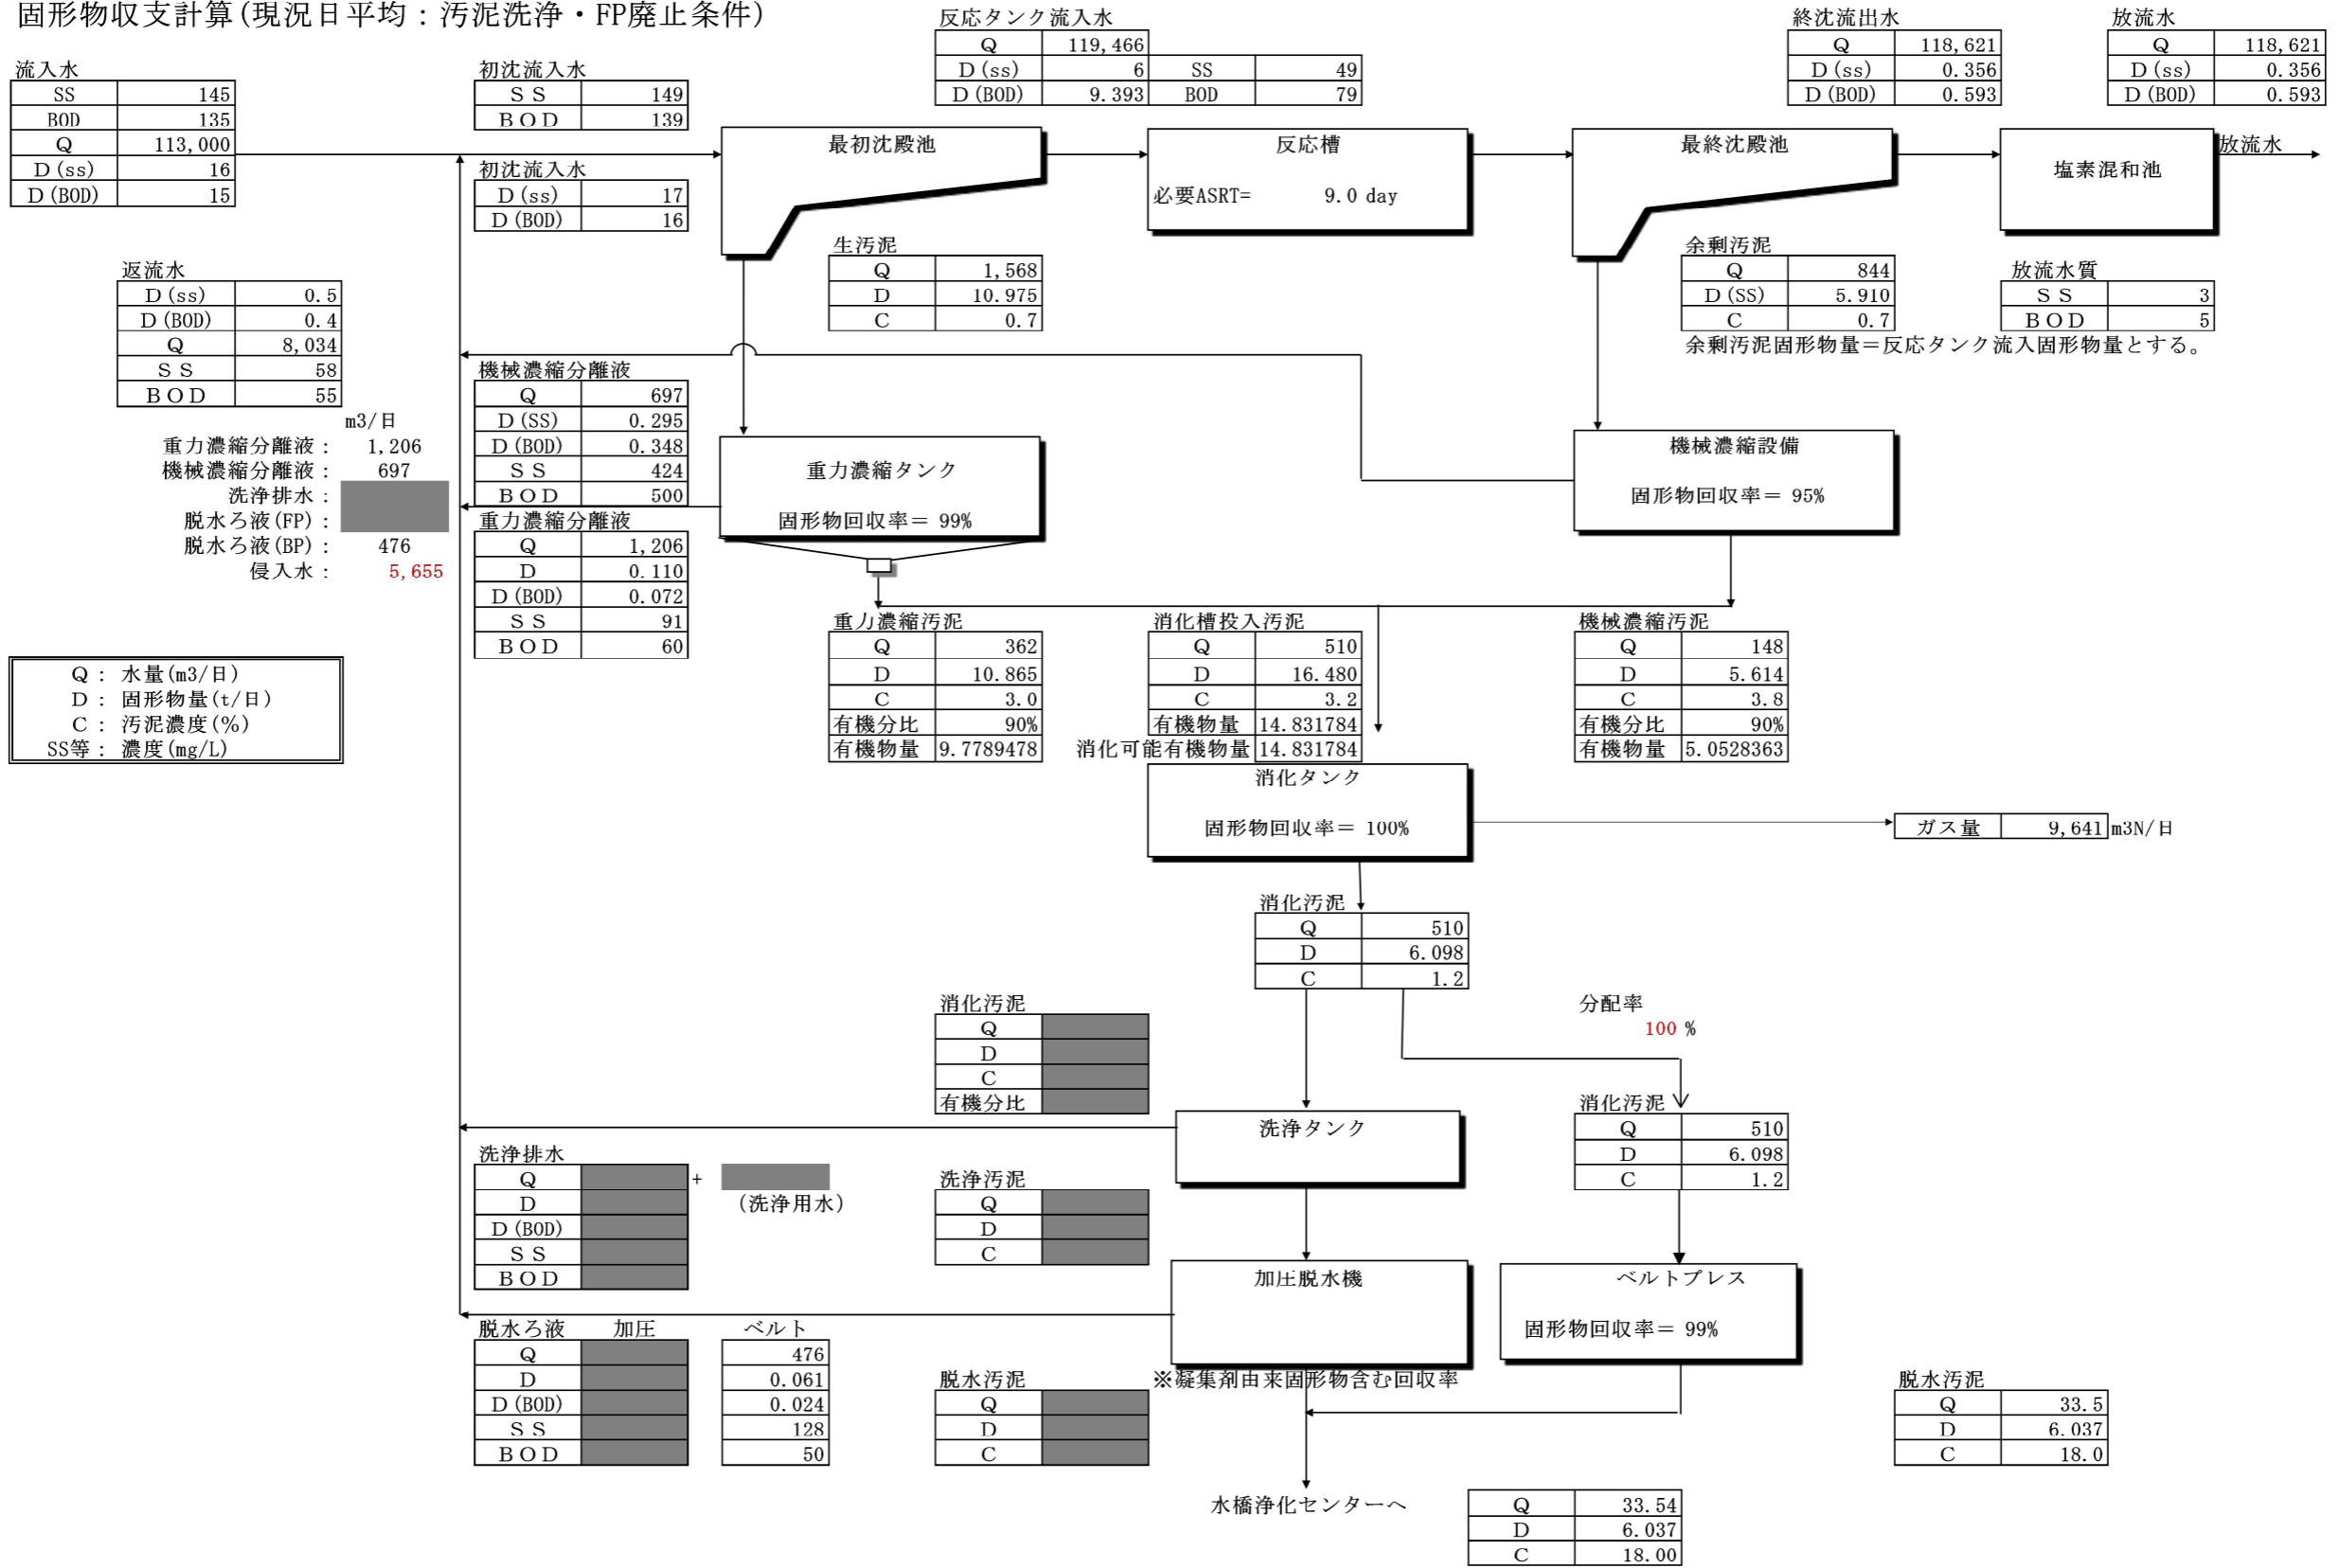 固形物収支計算(現況日平均：汚泥洗浄・FP廃止条件)
流入水
SS 145
BOD 135
Q 113,000
D(ss) 16
D(BOD) 15
初沈流入水
ＳＳ 149
ＢＯＤ 139
初沈流入水
D(ss) 17
D(BOD) 16
反応タンク流入水
Q 119,466
D(ss) 6 SS 49
D(BOD) 9.393 BOD 79
終沈流出水
Q 118,621
D(ss) 0.356
D(BOD) 0.593
放流水
Q 118,621
D(ss) 0.356
D(BOD) 0.593
最初沈殿池
反応槽
必要ASRT= 9.0 day
最終沈殿池
塩素混和池
放流水
返流水
D(ss) 0.5
D(BOD) 0.4
Q 8,034
ＳＳ 58
ＢＯＤ 55
生汚泥
Q 1,568
D 10.975
C 0.7
余剰汚泥
Q 844
D(SS) 5.910
C 0.7
放流水質
ＳＳ 3
ＢＯＤ 5
余剰汚泥固形物量＝反応タンク流入固形物量とする。
m3/日
重力濃縮分離液： 1,206
機械濃縮分離液： 697
洗浄排水：
脱水ろ液(FP)：
脱水ろ液(BP)： 476
侵入水： 5,655
機械濃縮分離液
Q 697
D(SS) 0.295
D(BOD) 0.348
ＳＳ 424
ＢＯＤ 500
重力濃縮分離液
Q 1,206
D 0.110
D(BOD) 0.072
ＳＳ 91
ＢＯＤ 60
重力濃縮タンク
固形物回収率＝ 99%
機械濃縮設備
固形物回収率＝ 95%
Q： 水量(m3/日)
D： 固形物量(t/日)
C： 汚泥濃度(%)
SS等： 濃度(mg/L)
重力濃縮汚泥
Q 362
D 10.865
C 3.0
有機分比 90%
有機物量 9.7789478
消化槽投入汚泥
Q 510
D 16.480
C 3.2
有機物量 14.831784
消化可能有機物量 14.831784
機械濃縮汚泥
Q 148
D 5.614
C 3.8
有機分比 90%
有機物量 5.0528363
消化タンク
固形物回収率＝ 100%
ガス量 9,641 m3N/日
消化汚泥
Q 510
D 6.098
C 1.2
消化汚泥
Q
D
C
有機分比
分配率
100 %
洗浄タンク
消化汚泥
Q 510
D 6.098
C 1.2
洗浄排水
Q +
D (洗浄用水)
D(BOD)
ＳＳ
ＢＯＤ
洗浄汚泥
Q
D
C
加圧脱水機
ベルトプレス
固形物回収率＝ 99%
脱水ろ液 加圧 ベルト
Q 476
D 0.061
D(BOD) 0.024
ＳＳ 128
ＢＯＤ 50
※凝集剤由来固形物含む回収率
脱水汚泥
Q
D
C
脱水汚泥
Q 33.5
D 6.037
C 18.0
水橋浄化センターへ
Q 33.54
D 6.037
C 18.00